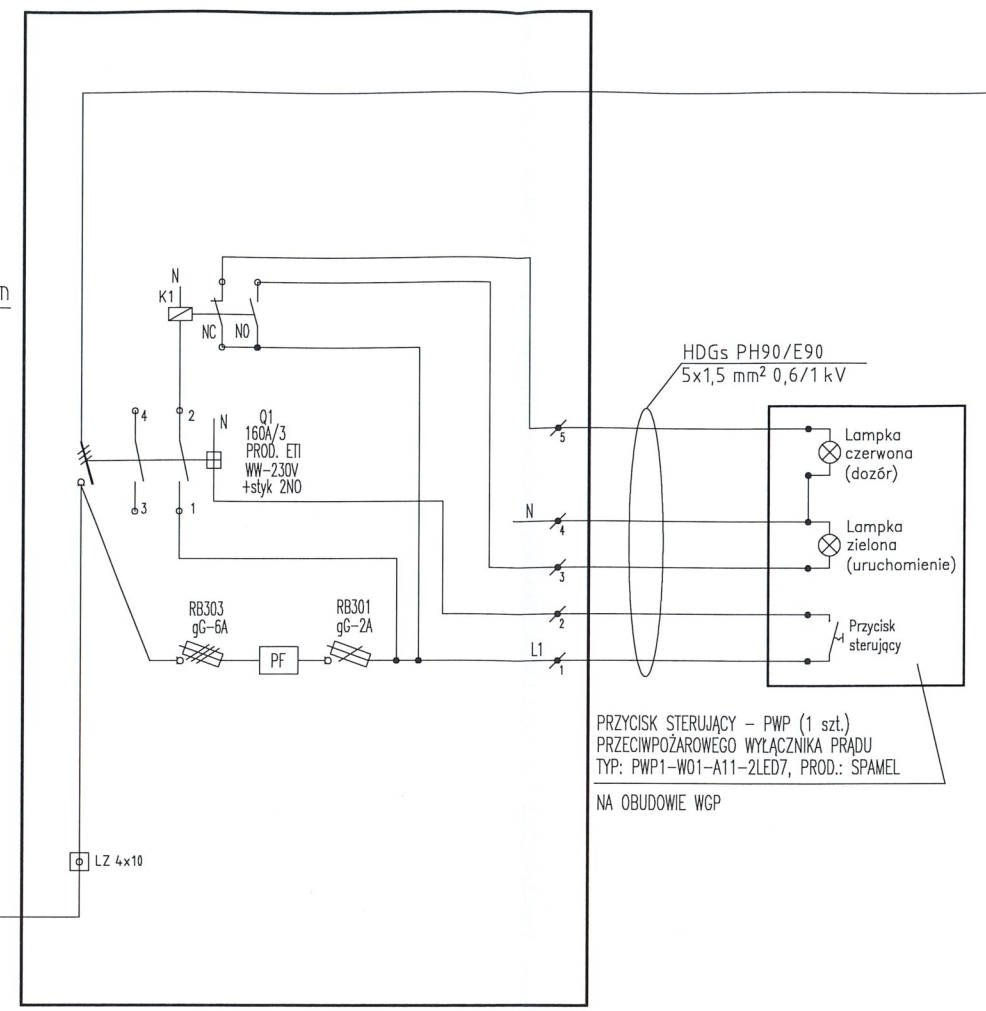 n
N
K1
NC NO
HDGs PH90/E90
5x1,5 mm² 0,6/1 kV
4
2
N
Q1
160A/3
PROD. ETI
WW-230V
+styk 2NO
3
1
5
Lampka
czerwona
(dozór)
N
4
Lampka
zielona
(uruchomienie)
3
RB303
gG-6A
RB301
gG-2A
2
Przycisk
sterujący
PF
L1
1
PRZYCISK STERUJĄCY - PWP (1 szt.)
PRZECIWPOŻAROWEGO WYŁĄCZNIKA PRĄDU
TYP: PWP1-W01-A11-2LED7, PROD.: SPAMEL
NA OBUDOWIE WGP
LZ 4x10